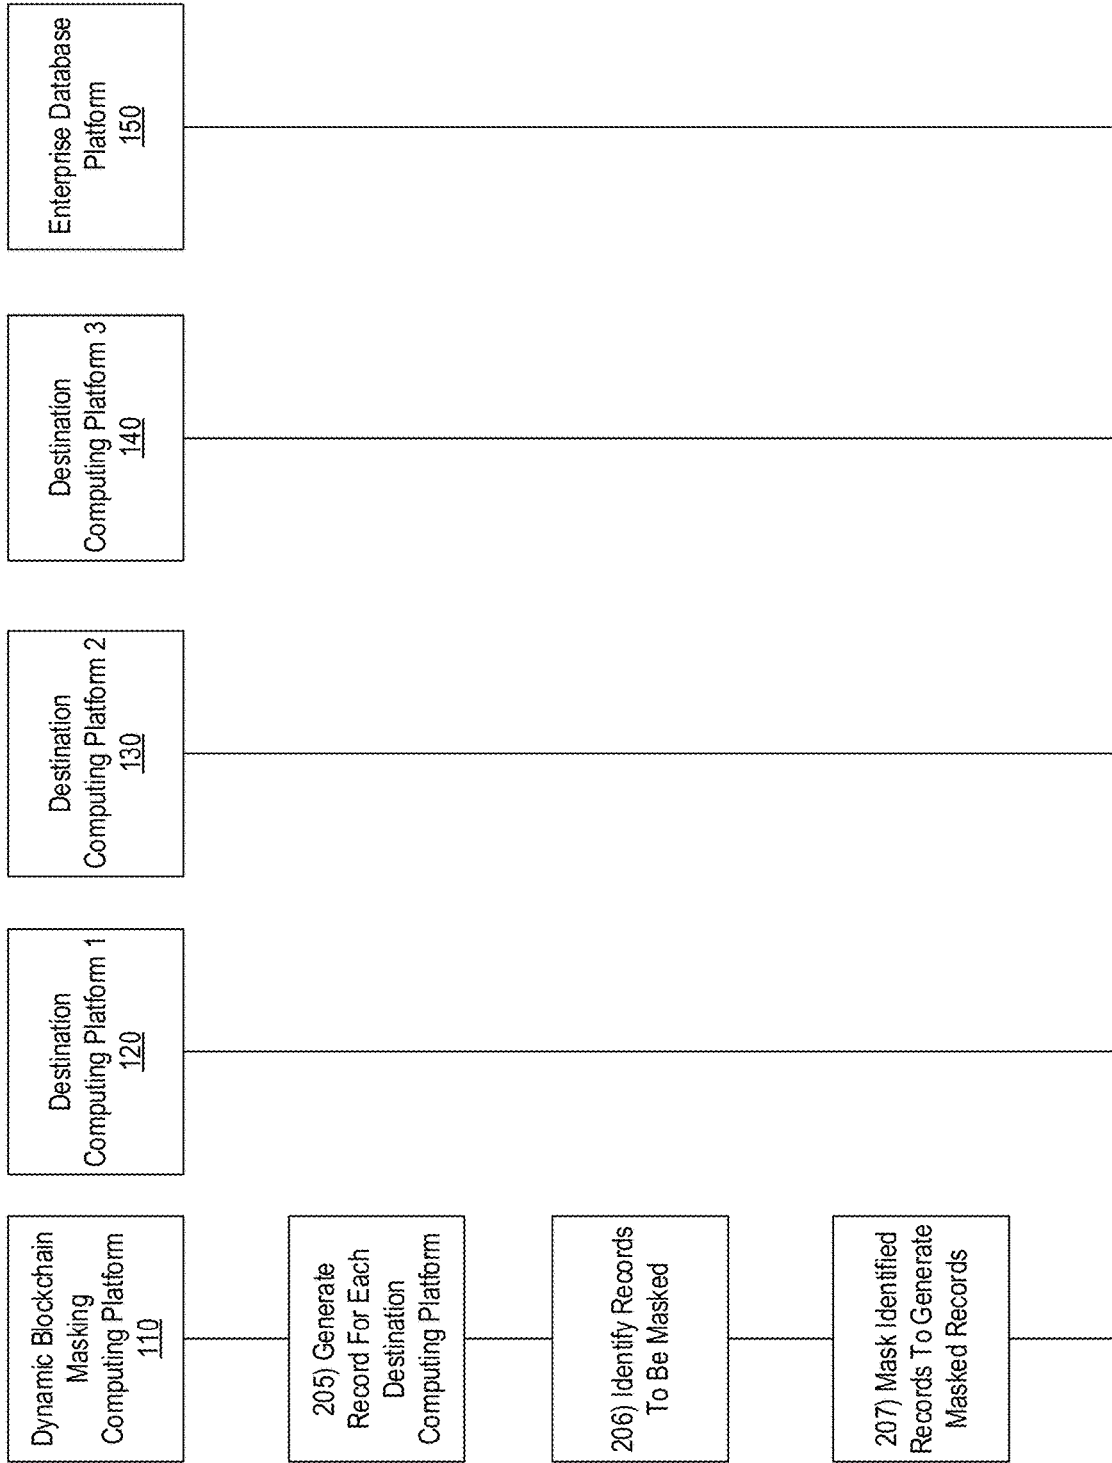 Dynamic Blockchain
Masking
Computing Platform
110
Destination
Computing Platform 1
120
Destination
Computing Platform 2
130
Destination
Computing Platform 3
140
Enterprise Database
Platform
150
205) Generate
Record For Each
Destination
Computing Platform
206) Identify Records
To Be Masked
207) Mask Identified
Records To Generate
Masked Records